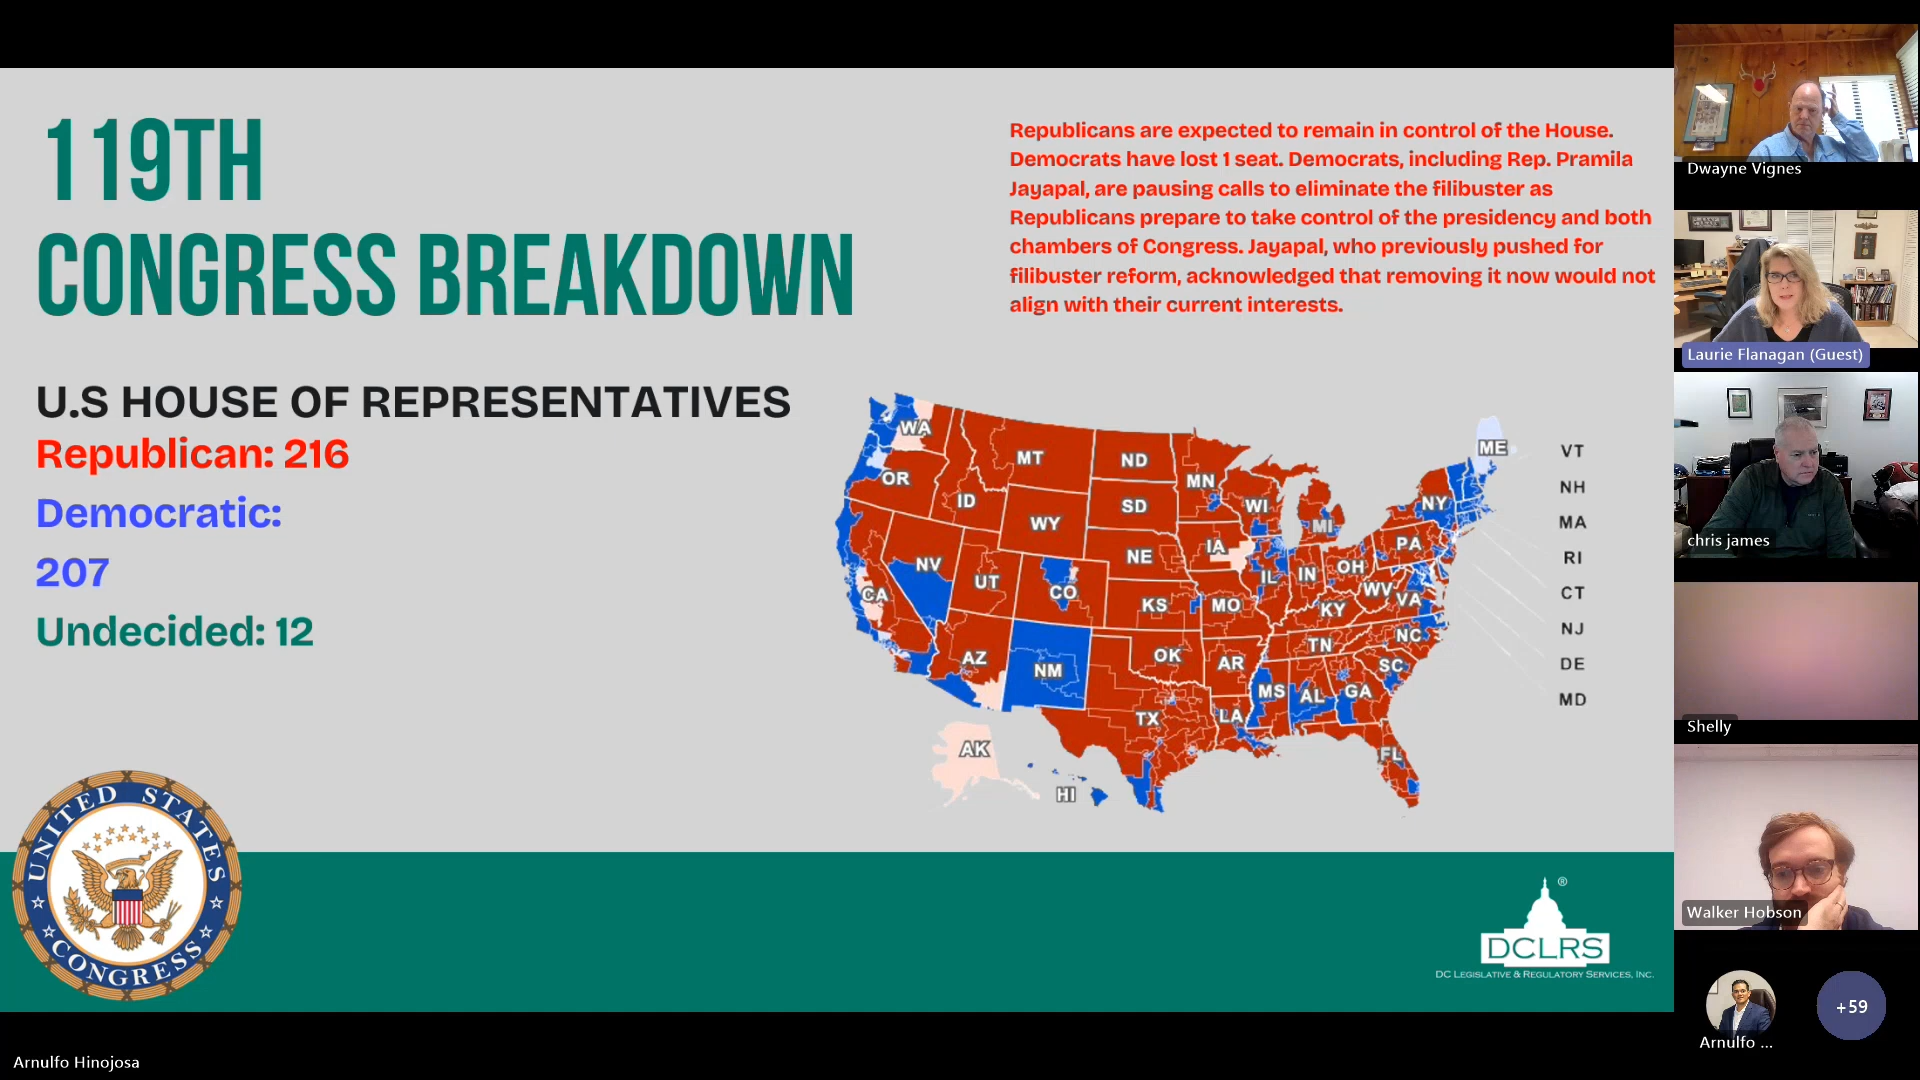 119TH
CONGRESS BREAKDOWN
Republicans are expected to remain in control of the House.
Democrats have lost 1 seat. Democrats, including Rep. Pramila
Jayapal, are pausing calls to eliminate the filibuster as
Republicans prepare to take control of the presidency and both
chambers of Congress. Jayapal, who previously pushed for
filibuster reform, acknowledged that removing it now would not
align with their current interests.
U.S HOUSE OF REPRESENTATIVES
Republican: 216
Democratic:
207
Undecided: 12
WA
OR
ID
MT
ND
MN
SD
WY
WI
MI
NY
ME
NV
UT
CA
CO
NE
IA
IL
IN
OH
PA
KS
MO
KY
WV
VA
AZ
NM
OK
AR
TN
NC
SC
TX
LA
MS
AL
GA
FL
AK
HI
VT
NH
MA
RI
CT
NJ
DE
MD
UNITED STATES
CONGRESS
®
DCLRS
DC LEGISLATIVE & REGULATORY SERVICES, INC.
Dwayne Vignes
Laurie Flanagan (Guest)
chris james
Shelly
Walker Hobson
Arnulfo ...
+59
Arnulfo Hinojosa